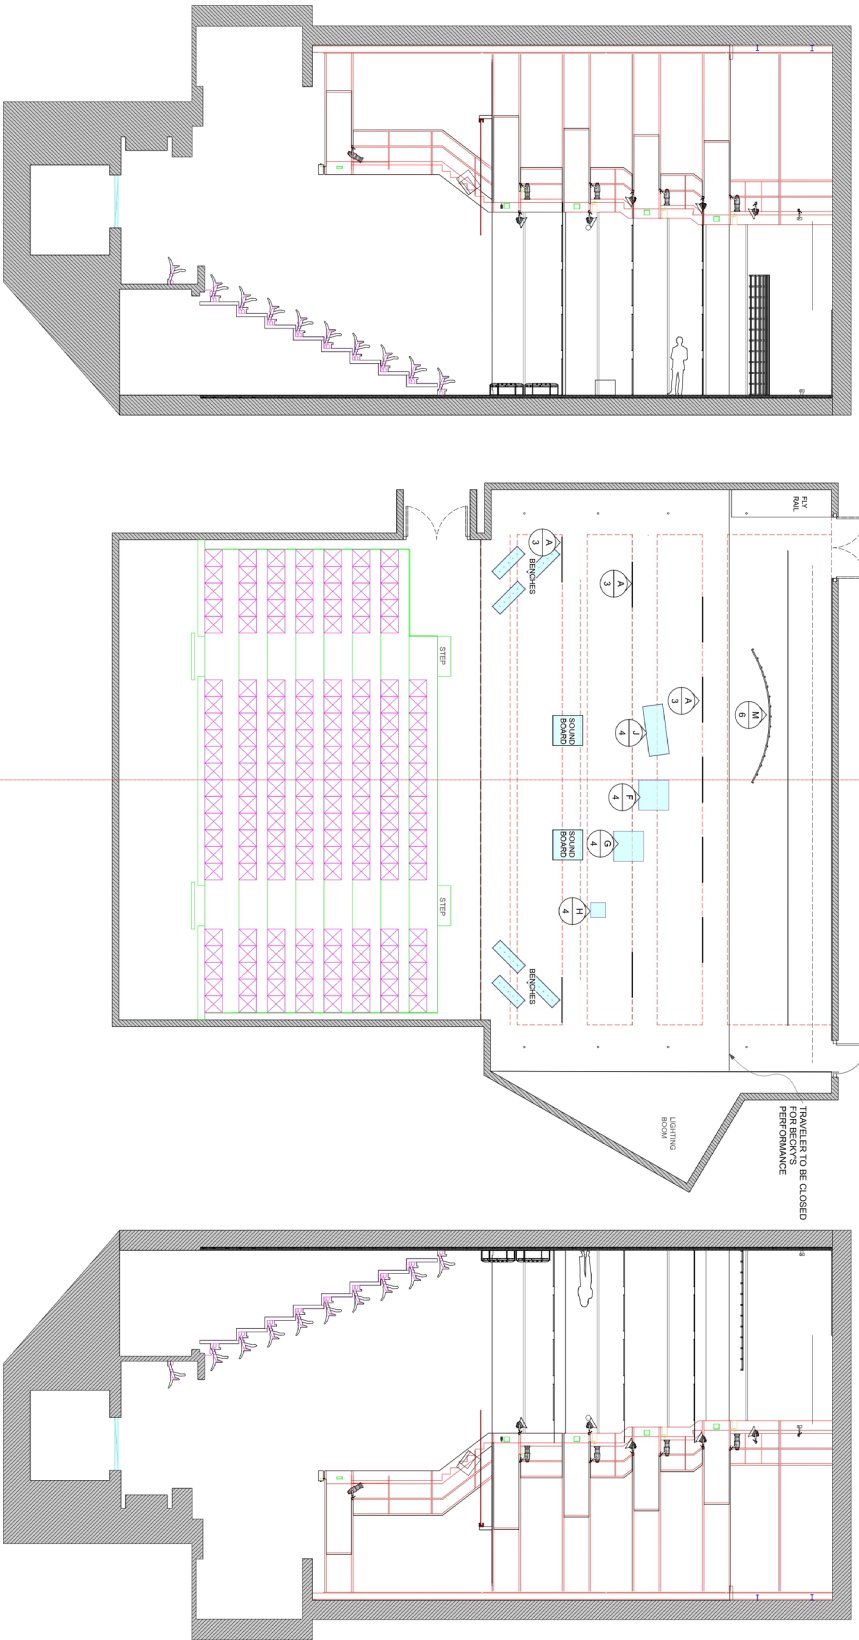 FLY
RAIL
A
3
BENCHES
A
3
STEP
A
3
M
6
J
4
SOUND
BOARD
F
4
G
4
SOUND
BOARD
H
4
STEP
BENCHES
LIGHTING
BOOM
TRAVELER TO BE CLOSED
FOR BECKY'S
PERFORMANCE